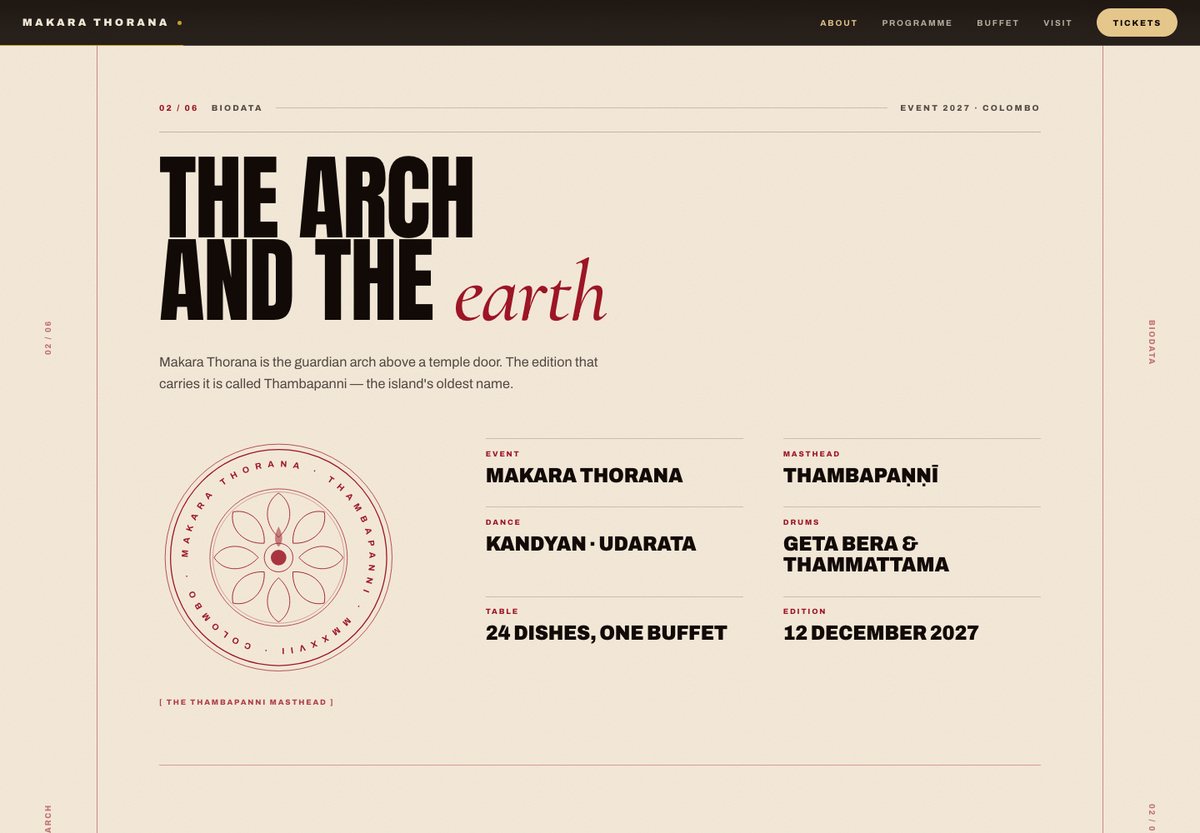 MAKARA THORANA
ABOUT
PROGRAMME
BUFFET
VISIT
TICKETS
02 / 06
BIODATA
EVENT 2027 · COLOMBO
THE ARCH
AND THE earth
Makara Thorana is the guardian arch above a temple door. The edition that
carries it is called Thambapanni — the island's oldest name.
MAKARA THORANA · THAMBAPANNI · MMXXVII · COLOMBO ·
[ THE THAMBAPANNI MASTHEAD ]
EVENT
MAKARA THORANA
MASTHEAD
THAMBAPAṆṆĪ
DANCE
KANDYAN · UDARATA
DRUMS
GETA BERA &
THAMMATTAMA
TABLE
24 DISHES, ONE BUFFET
EDITION
12 DECEMBER 2027
02 / 06
ARCH
BIODATA
02 / 0